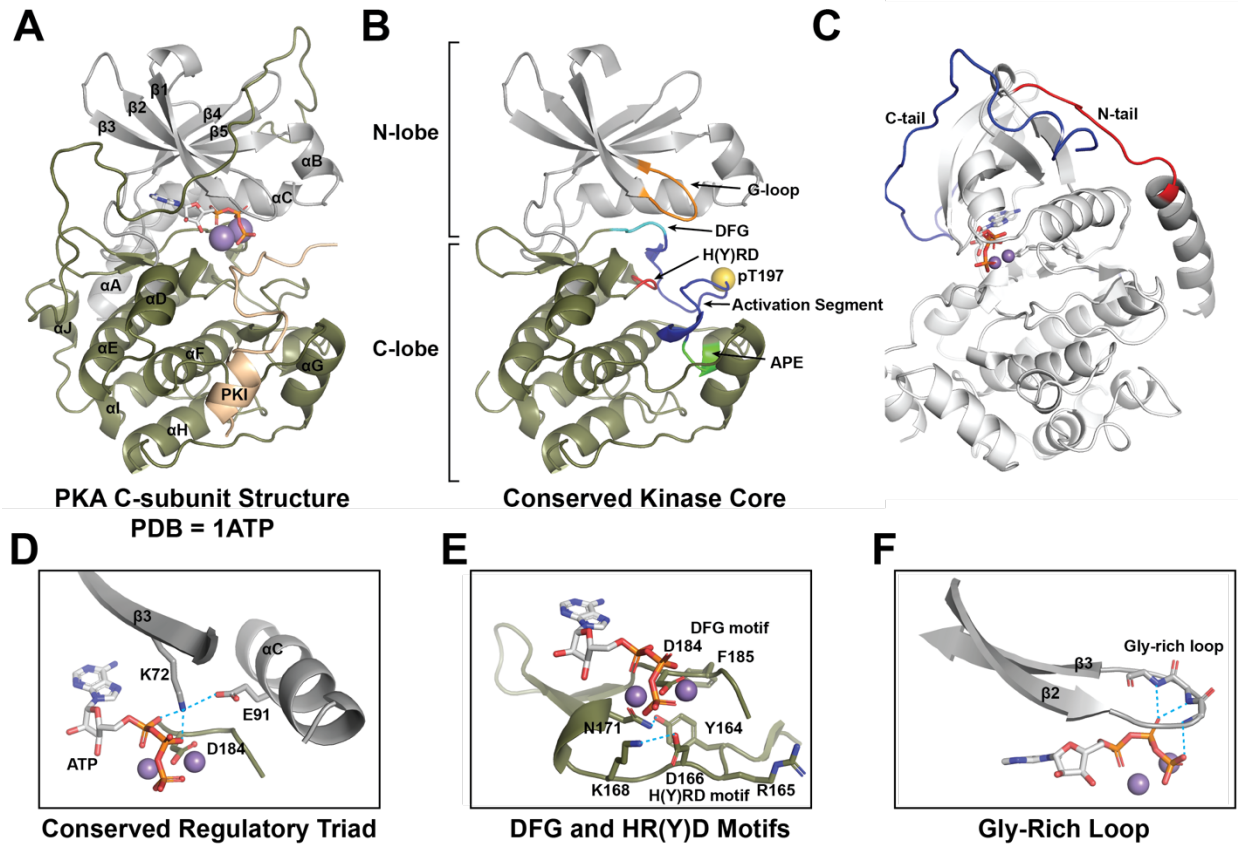 A
β1
β2
β3
β4
β5
αB
αC
αA
αD
αJ
αE
αF
αG
αI
PKI
αH
PKA C-subunit Structure
PDB = 1ATP
B
N-lobe
C-lobe
G-loop
DFG
H(Y)RD
pT197
Activation Segment
APE
Conserved Kinase Core
C
C-tail
N-tail
D
β3
αC
K72
E91
D184
ATP
Conserved Regulatory Triad
E
DFG motif
D184
F185
N171
Y164
K168
D166
R165
H(Y)RD motif
DFG and HR(Y)D Motifs
F
Gly-rich loop
β3
β2
Gly-Rich Loop